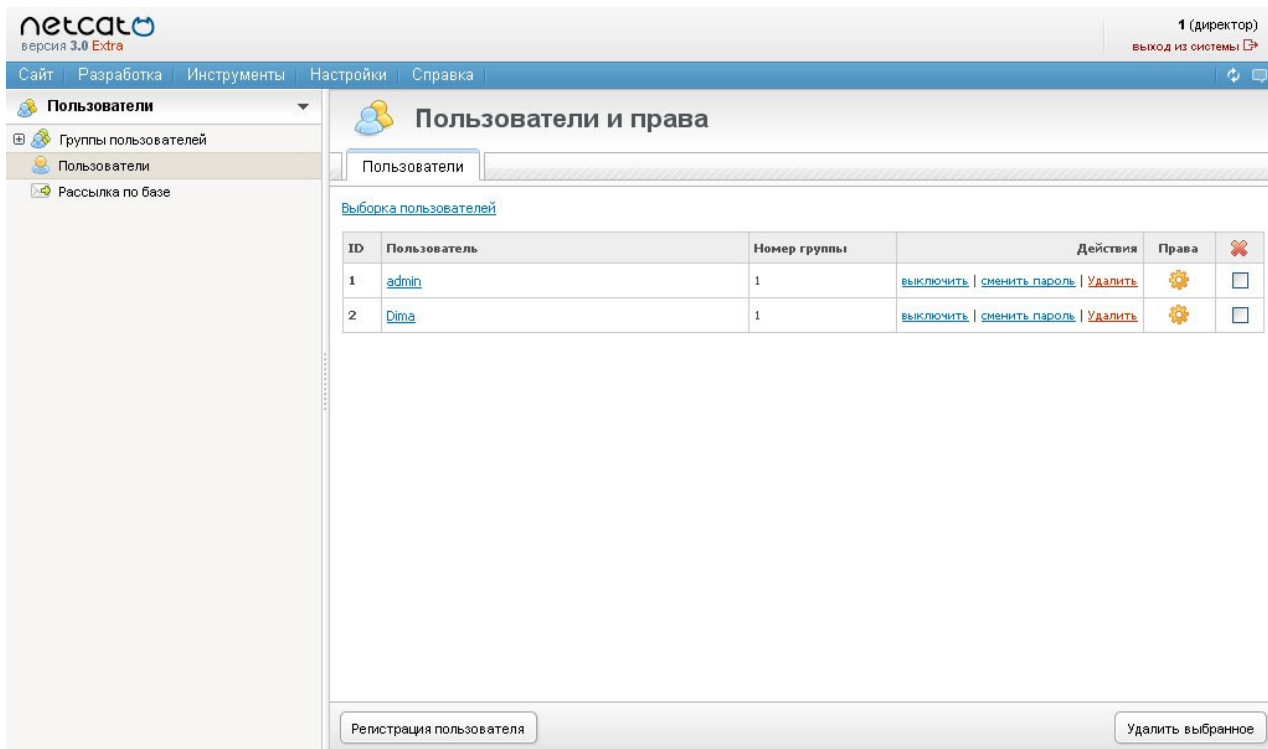 netcat
версия 3.0 Extra
1 (директор)
выход из системы
Сайт Разработка Инструменты Настройки Справка
Пользователи
Группы пользователей
Пользователи
Рассылка по базе
Пользователи и права
Пользователи
Выборка пользователей
ID Пользователь Номер группы Действия Права
1 admin 1 выключить | сменить пароль | Удалить
2 Dima 1 выключить | сменить пароль | Удалить
Регистрация пользователя Удалить выбранное